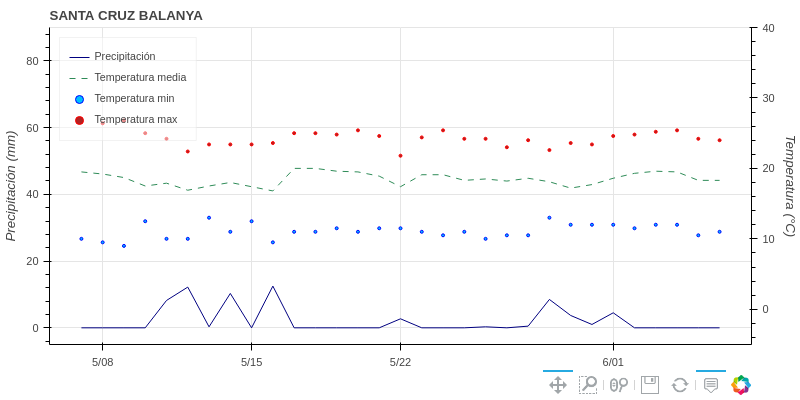 SANTA CRUZ BALANYA
Precipitación
Temperatura media
Temperatura min
Temperatura max
Precipitación (mm)
80
60
40
20
0
40
30
20
10
0
Temperatura (°C)
5/08
5/15
5/22
6/01